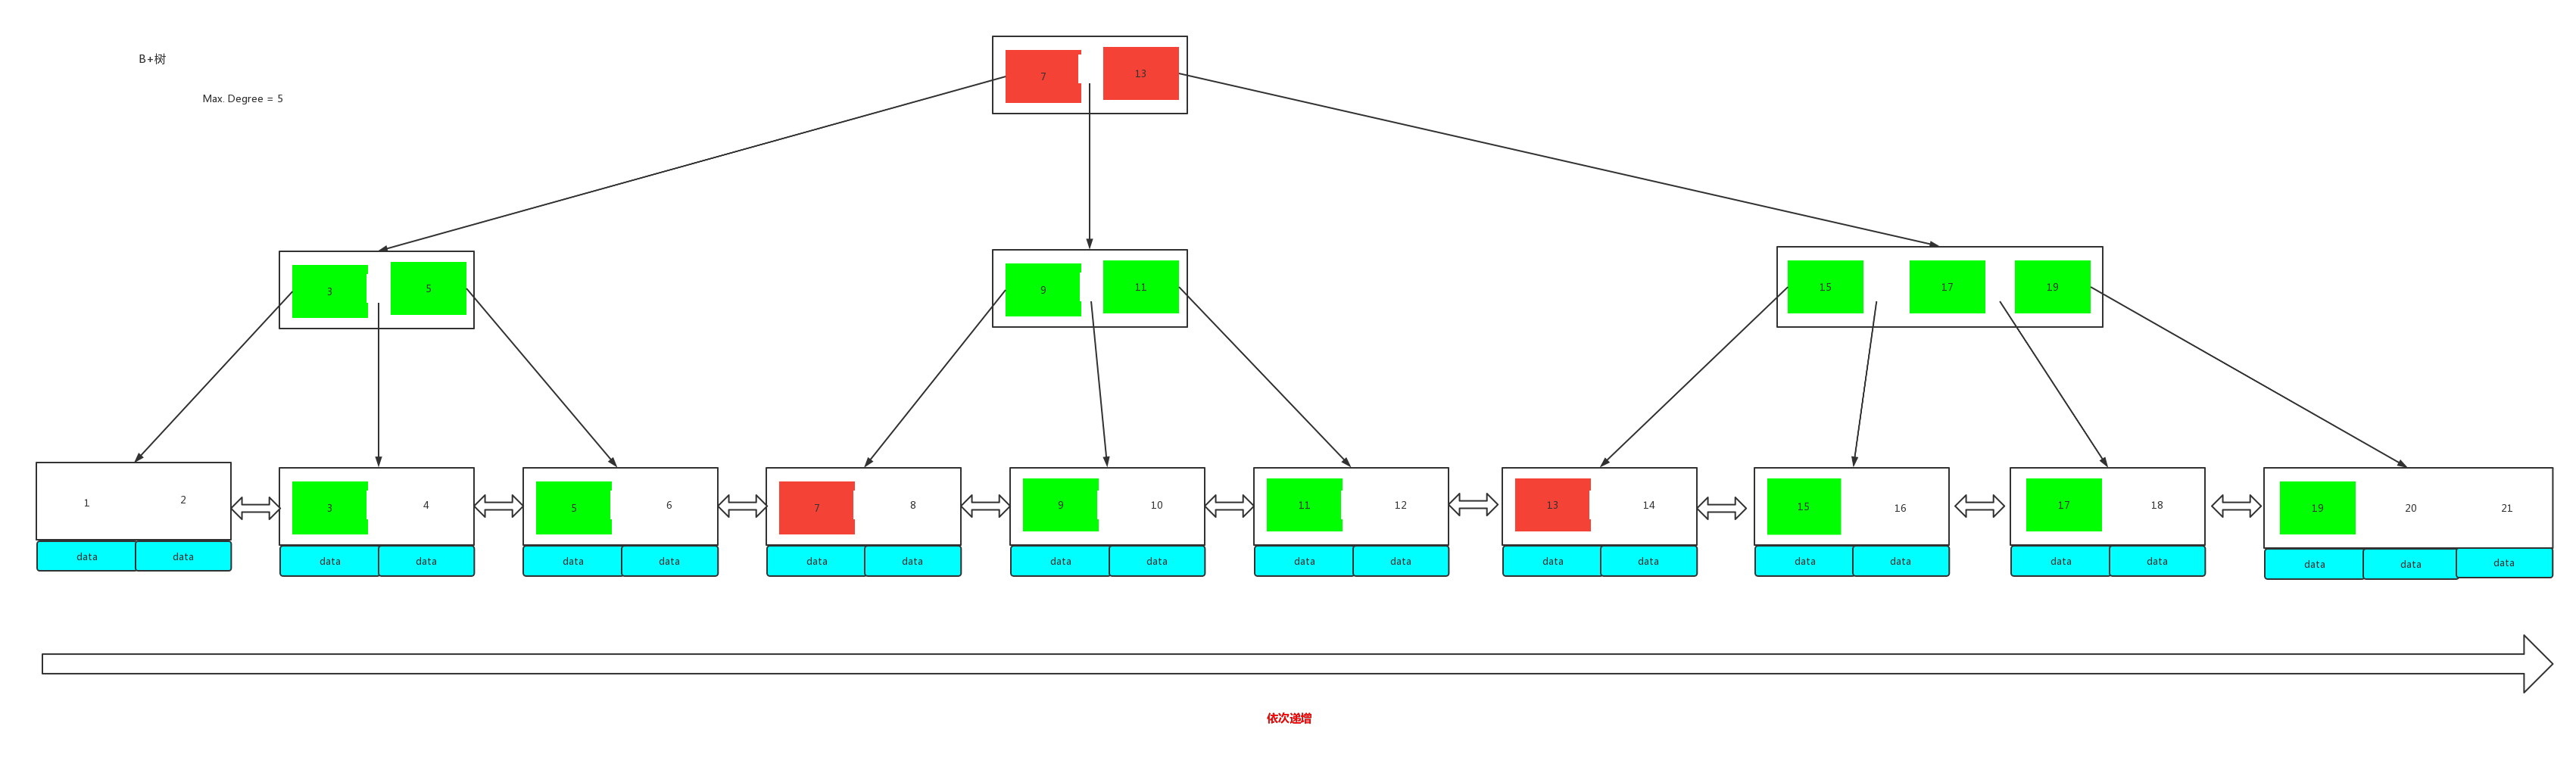 B+树
Max. Degree = 5
7 13
3 5 9 11 15 17 19
1 2 3 4 5 6 7 8 9 10 11 12 13 14 15 16 17 18 19 20 21
data data data data data data data data data data data data data data data data data data data data data
依次递增